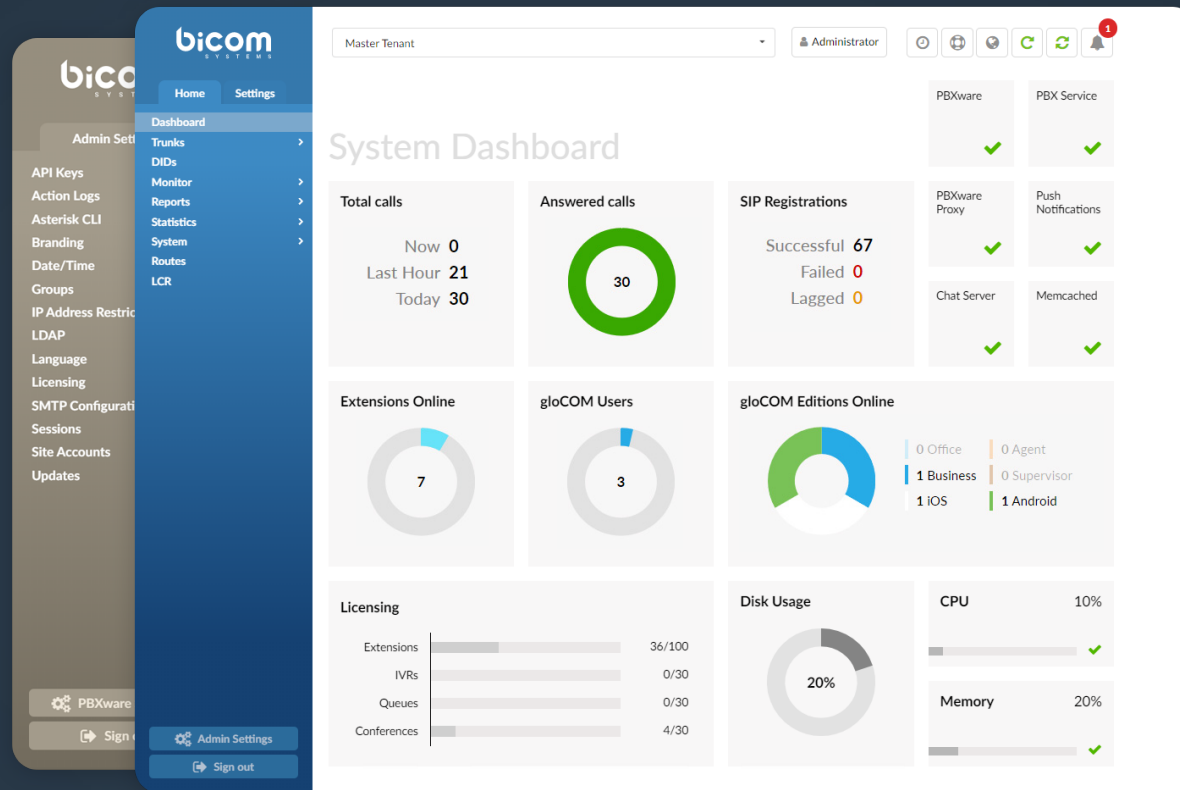 bico
SYST
Admin Sett
API Keys
Action Logs
Asterisk CLI
Branding
Date/Time
Groups
IP Address Restric
LDAP
Language
Licensing
SMTP Configurati
Sessions
Site Accounts
Updates
PBXware
Sign
bicom
SYSTEMS
Home Settings
Dashboard
Trunks
DIDs
Monitor
Reports
Statistics
System
Routes
LCR
Admin Settings
Sign out
Master Tenant
Administrator
1
System Dashboard
PBXware
PBX Service
PBXware
Proxy
Push
Notifications
Chat Server
Memcached
Total calls
Now 0
Last Hour 21
Today 30
Answered calls
30
SIP Registrations
Successful 67
Failed 0
Lagged 0
Extensions Online
7
gloCOM Users
3
gloCOM Editions Online
0 Office 0 Agent
1 Business 0 Supervisor
1 iOS 1 Android
Licensing
Extensions 36/100
IVRs 0/30
Queues 0/30
Conferences 4/30
Disk Usage
20%
CPU 10%
Memory 20%